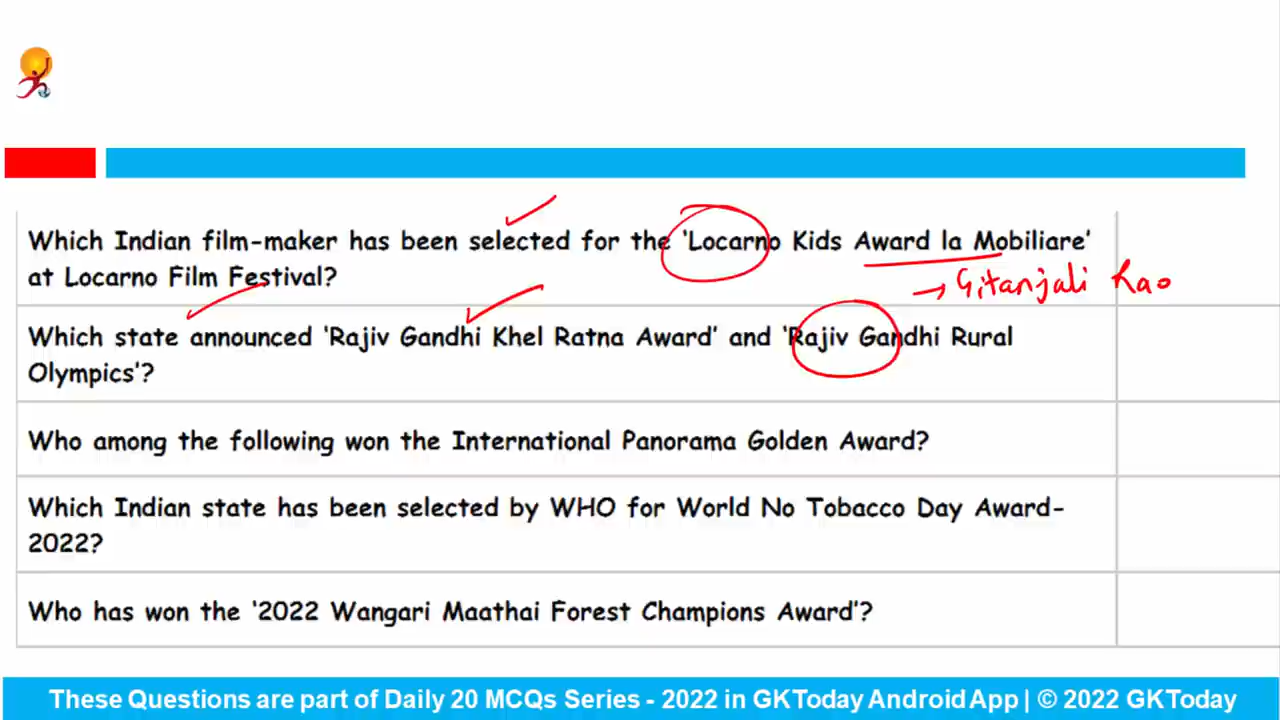 Which Indian film-maker has been selected for the ‘Locarno Kids Award la Mobiliare’
at Locarno Film Festival?
→ Gitanjali Rao
Which state announced ‘Rajiv Gandhi Khel Ratna Award’ and ‘Rajiv Gandhi Rural
Olympics’?
Who among the following won the International Panorama Golden Award?
Which Indian state has been selected by WHO for World No Tobacco Day Award-
2022?
Who has won the ‘2022 Wangari Maathai Forest Champions Award’?
These Questions are part of Daily 20 MCQs Series - 2022 in GKToday Android App | © 2022 GKToday